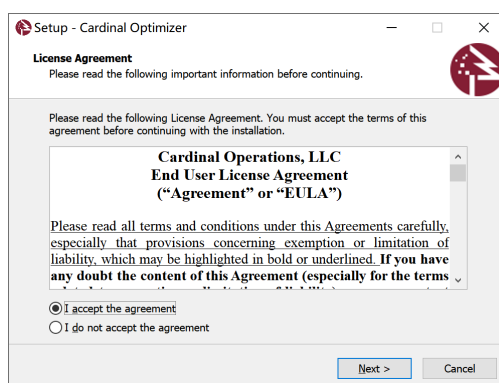 Setup - Cardinal Optimizer
License Agreement
Please read the following important information before continuing.
Please read the following License Agreement. You must accept the terms of this
agreement before continuing with the installation.
Cardinal Operations, LLC
End User License Agreement
(“Agreement” or “EULA”)
Please read all terms and conditions under this Agreements carefully,
especially that provisions concerning exemption or limitation of
liability, which may be highlighted in bold or underlined. If you have
any doubt the content of this Agreement (especially for the terms
I accept the agreement
I do not accept the agreement
Next >
Cancel